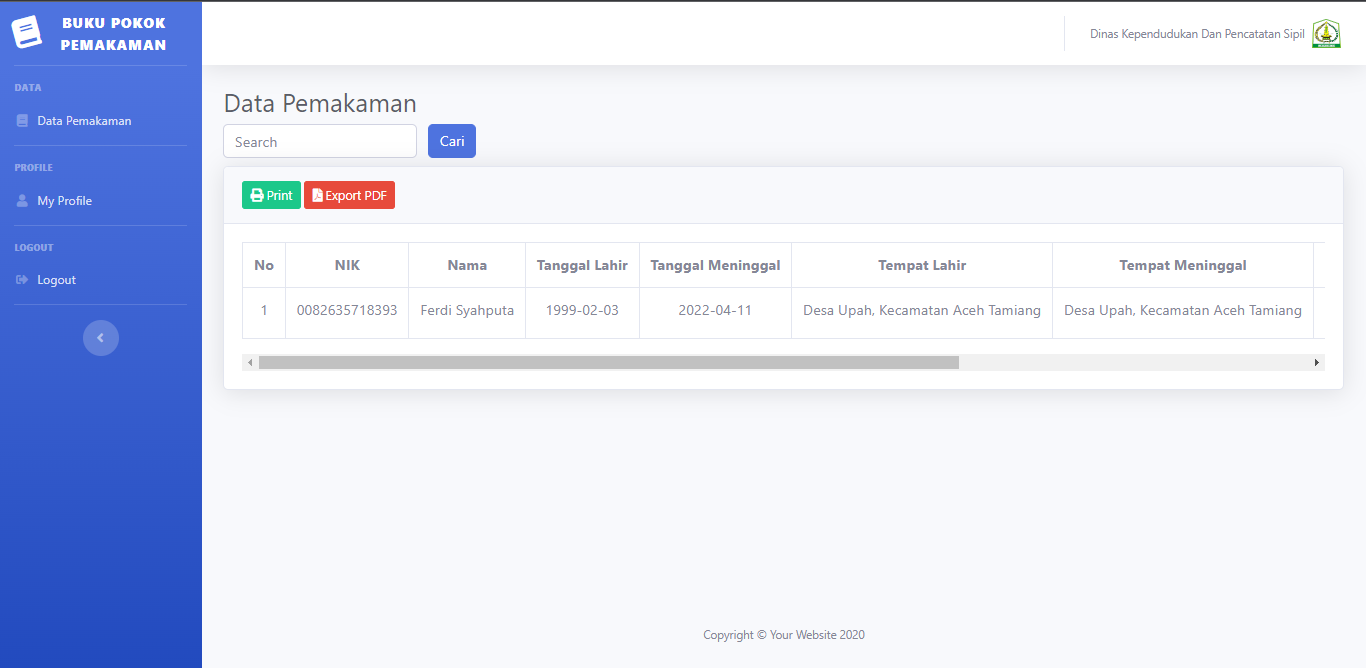 BUKU POKOK
PEMAKAMAN
Dinas Kependudukan Dan Pencatatan Sipil
DATA
Data Pemakaman
PROFILE
My Profile
LOGOUT
Logout
Data Pemakaman
Search
Cari
Print
Export PDF
No NIK Nama Tanggal Lahir Tanggal Meninggal Tempat Lahir Tempat Meninggal
1 0082635718393 Ferdi Syahputa 1999-02-03 2022-04-11 Desa Upah, Kecamatan Aceh Tamiang Desa Upah, Kecamatan Aceh Tamiang
Copyright © Your Website 2020